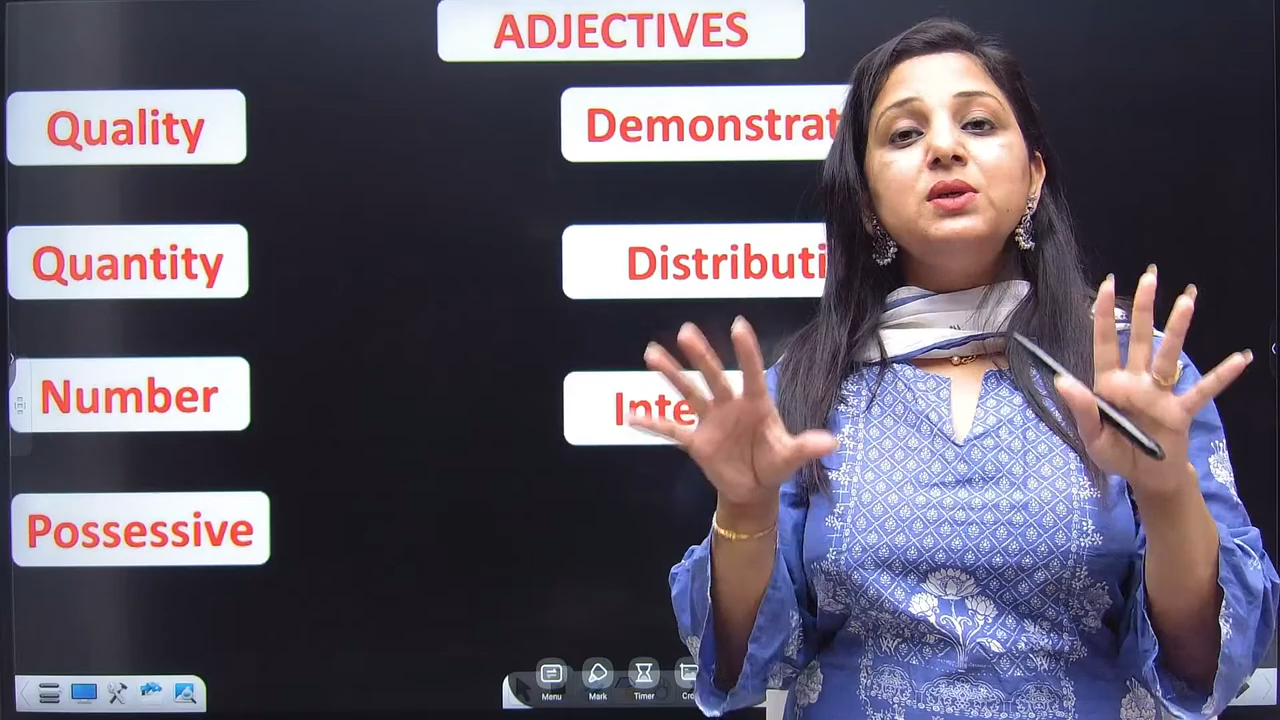 ADJECTIVES
Quality
Demonstrat
Quantity
Distributi
Number
Inte
Possessive
Menu
Mark
Timer